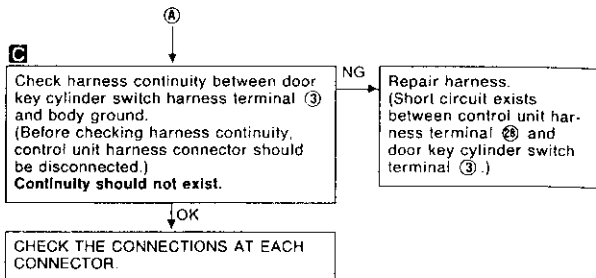 Ⓐ
C
Check harness continuity between door
key cylinder switch harness terminal ③
and body ground.
(Before checking harness continuity,
control unit harness connector should
be disconnected.)
Continuity should not exist.
NG
Repair harness.
(Short circuit exists
between control unit har-
ness terminal ㉘ and
door key cylinder switch
terminal ③.)
OK
CHECK THE CONNECTIONS AT EACH
CONNECTOR.